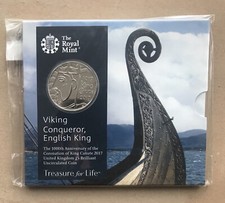 The
Royal
Mint®
Viking
Conqueror,
English King
The 1000th Anniversary of the
Coronation of King Canute 2017
United Kingdom £5 Brilliant
Uncirculated Coin
Treasure for Life™